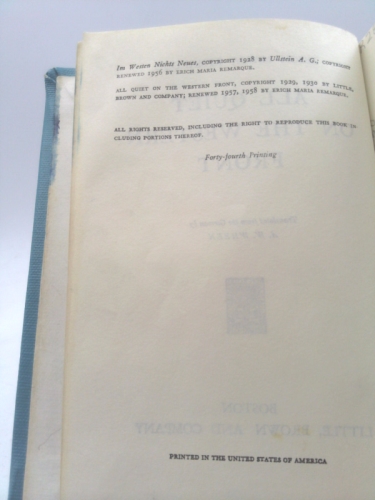 Im Westen Nichts Neues, COPYRIGHT 1928 BY Ullstein A. G.; COPYRIGHT
RENEWED 1956 BY ERICH MARIA REMARQUE.
ALL QUIET ON THE WESTERN FRONT, COPYRIGHT 1929, 1930 BY LITTLE,
BROWN AND COMPANY; RENEWED 1957, 1958 BY ERICH MARIA REMARQUE.
ALL RIGHTS RESERVED, INCLUDING THE RIGHT TO REPRODUCE THIS BOOK
CLUDING PORTIONS THEREOF.
Forty-fourth Printing
PRINTED IN THE UNITED STATES OF AMERICA